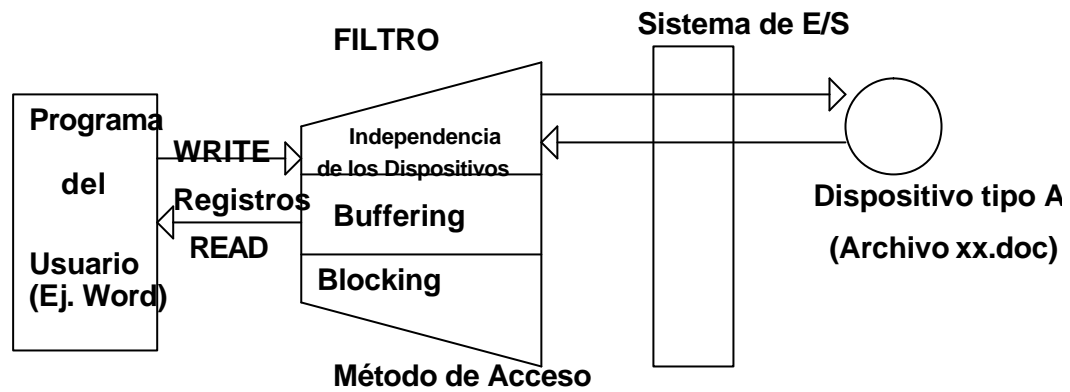 Sistema de E/S
FILTRO
Programa
del
Usuario
(Ej. Word)
WRITE
Registros
READ
Independencia
de los Dispositivos
Buffering
Blocking
Método de Acceso
Dispositivo tipo A
(Archivo xx.doc)